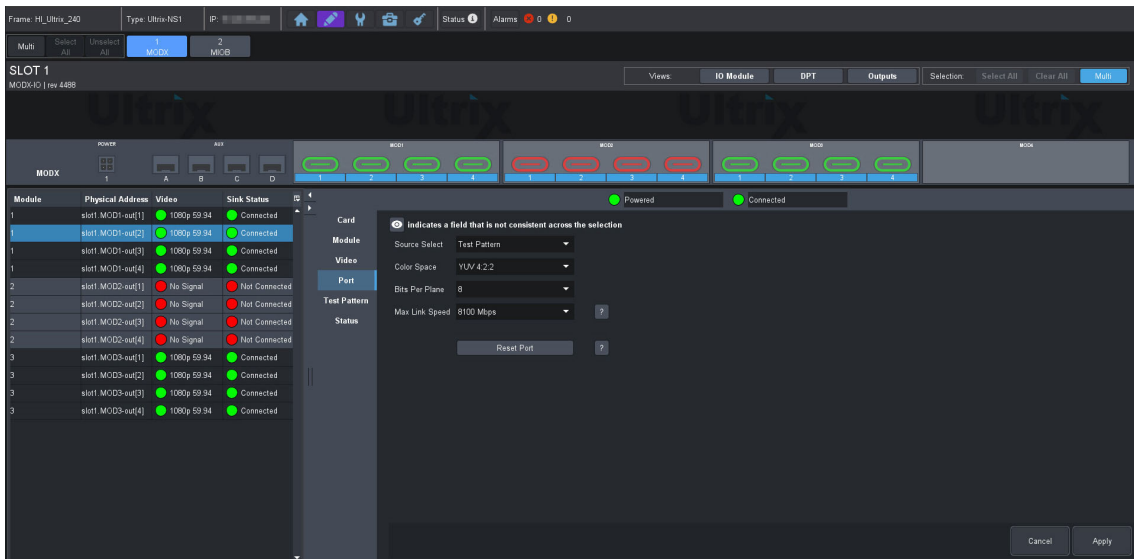 Frame: HI_Ultrix_240 Type: Ultrix-NS1 IP: Status Alarms 0 0
Multi Select All Unselect All 1 MODX 2 MIOB
SLOT 1
MODX-IO | rev 4488
Views: IO Module DPT Outputs Selection: Select All Clear All Multi
Ultrix Ultrix Ultrix Ultrix
POWER AUX MOD1 MOD2 MOD3 MOD4
MODX 1 A B C D 1 2 3 4 1 2 3 4 1 2 3 4
Module Physical Address Video Sink Status
1 slot1.MOD1-out[1] 1080p 59.94 Connected
1 slot1.MOD1-out[2] 1080p 59.94 Connected
1 slot1.MOD1-out[3] 1080p 59.94 Connected
1 slot1.MOD1-out[4] 1080p 59.94 Connected
2 slot1.MOD2-out[1] No Signal Not Connected
2 slot1.MOD2-out[2] No Signal Not Connected
2 slot1.MOD2-out[3] No Signal Not Connected
2 slot1.MOD2-out[4] No Signal Not Connected
3 slot1.MOD3-out[1] 1080p 59.94 Connected
3 slot1.MOD3-out[2] 1080p 59.94 Connected
3 slot1.MOD3-out[3] 1080p 59.94 Connected
3 slot1.MOD3-out[4] 1080p 59.94 Connected
Card
Module
Video
Port
Test Pattern
Status
Powered Connected
indicates a field that is not consistent across the selection
Source Select Test Pattern
Color Space YUV 4:2:2
Bits Per Plane 8
Max Link Speed 8100 Mbps ?
Reset Port ?
Cancel Apply